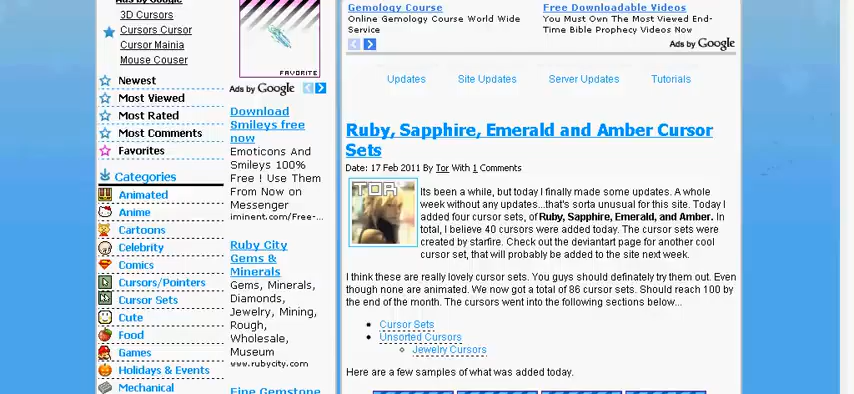 Ads by Google
3D Cursors
Cursors Cursor
Cursor Mainia
Mouse Couser
Newest
Most Viewed
Most Rated
Most Comments
Favorites
Categories
Animated
Anime
Cartoons
Celebrity
Comics
Cursors/Pointers
Cursor Sets
Cute
Food
Games
Holidays & Events
Mechanical
FAVORITE
Ads by Google
Download
Smileys free
now
Emoticons And
Smileys 100%
Free ! Use Them
From Now on
Messenger
iminent.com/Free-...
Ruby City
Gems &
Minerals
Gems, Minerals,
Diamonds,
Jewelry, Mining,
Rough,
Wholesale,
Museum
www.rubycity.com
Fine Gemstone
Gemology Course
Online Gemology Course World Wide
Service
Free Downloadable Videos
You Must Own The Most Viewed End-
Time Bible Prophecy Videos Now
Ads by Google
Updates Site Updates Server Updates Tutorials
Ruby, Sapphire, Emerald and Amber Cursor
Sets
Date: 17 Feb 2011 By Tor With 1 Comments
TOR
Its been a while, but today I finally made some updates. A whole
week without any updates...that's sorta unusual for this site. Today I
added four cursor sets, of Ruby, Sapphire, Emerald, and Amber. In
total, I believe 40 cursors were added today. The cursor sets were
created by starfire. Check out the deviantart page for another cool
cursor set, that will probably be added to the site next week.
I think these are really lovely cursor sets. You guys should definately try them out. Even
though none are animated. We now got a total of 86 cursor sets. Should reach 100 by
the end of the month. The cursors went into the following sections below...
Cursor Sets
Unsorted Cursors
Jewelry Cursors
Here are a few samples of what was added today.